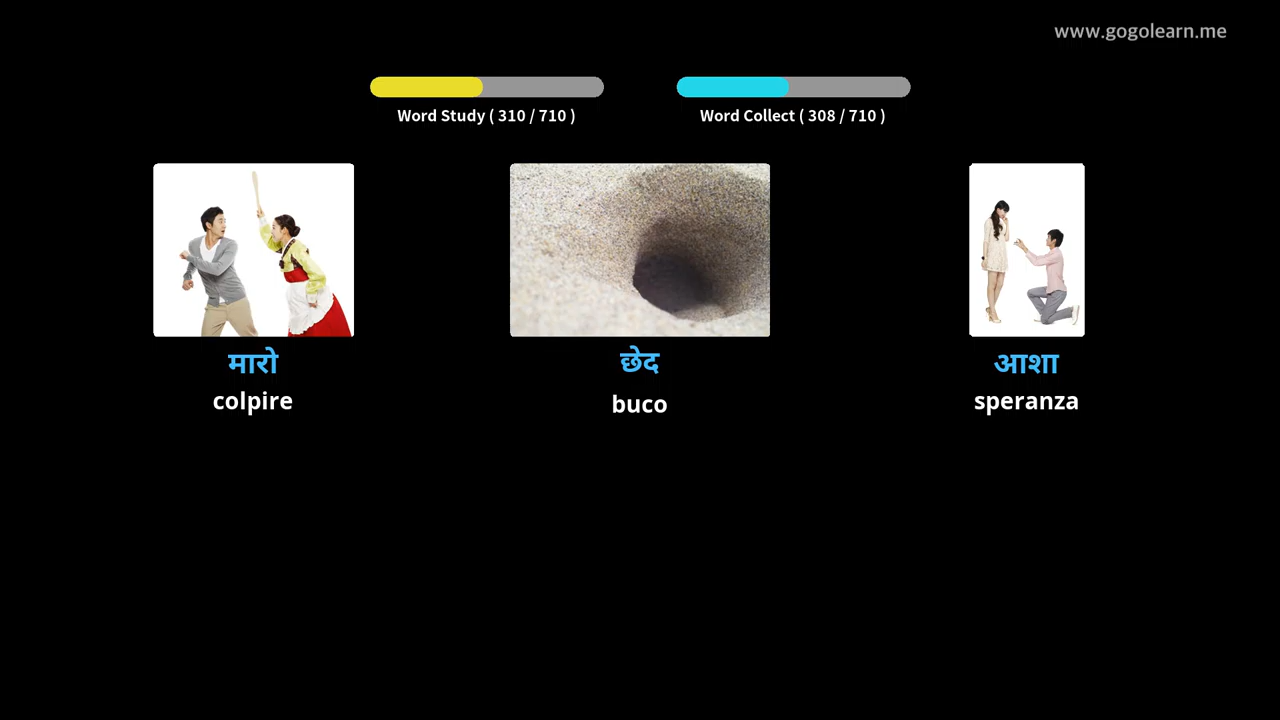 www.gogolearn.me
Word Study ( 310 / 710 )
Word Collect ( 308 / 710 )
मारो
colpire
छेद
buco
आशा
speranza